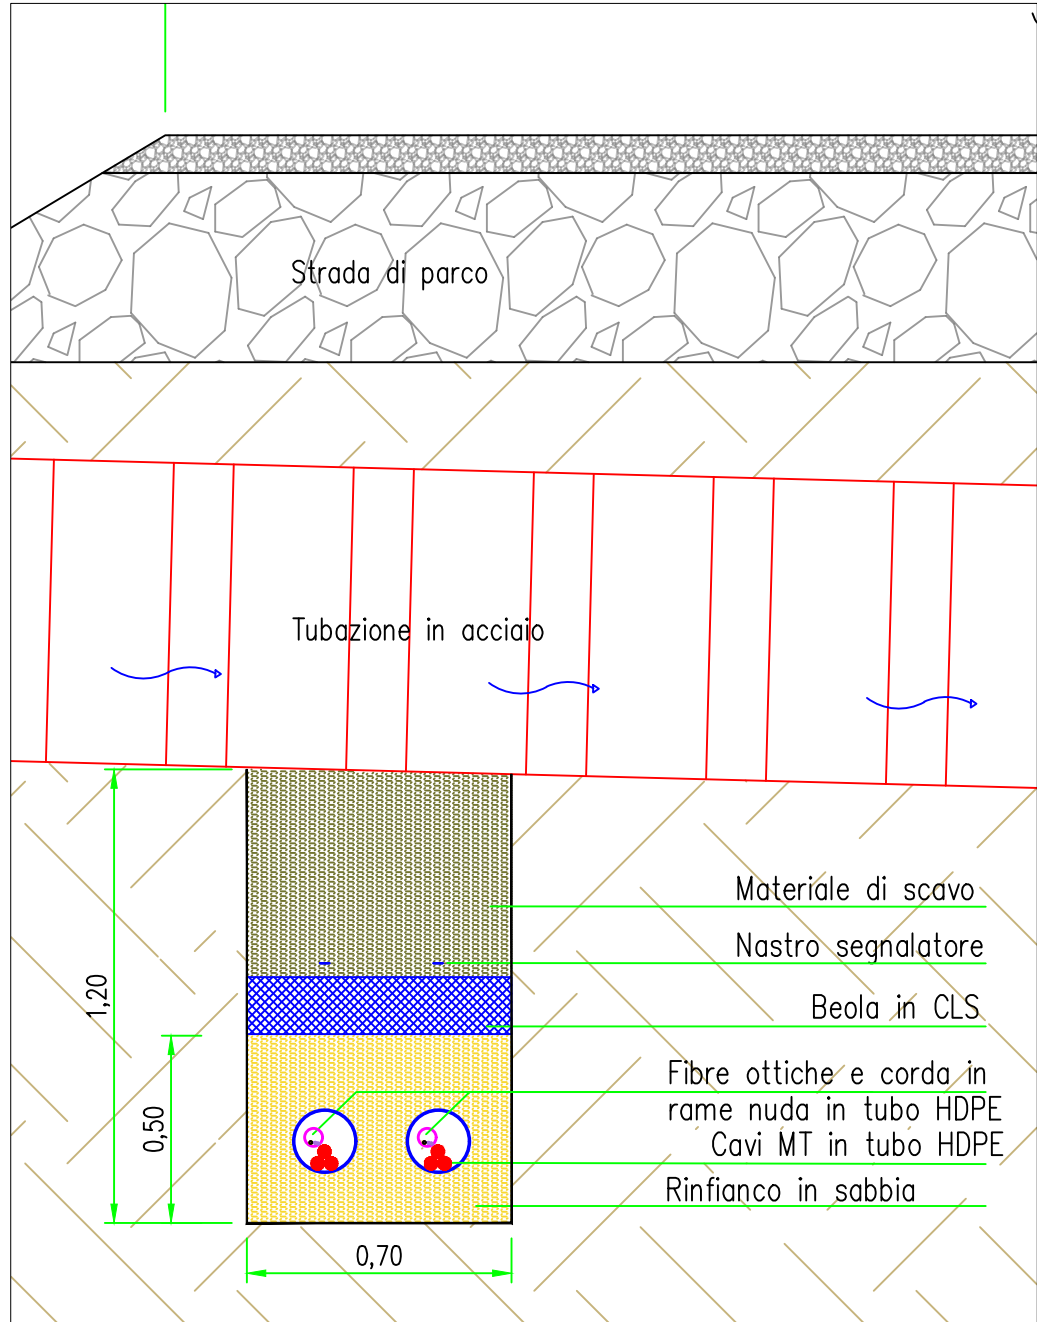 Strada di parco
Tubazione in acciaio
Materiale di scavo
Nastro segnalatore
1,20
Beola in CLS
Fibre ottiche e corda in
rame nuda in tubo HDPE
0,50
Cavi MT in tubo HDPE
Rinfianco in sabbia
0,70